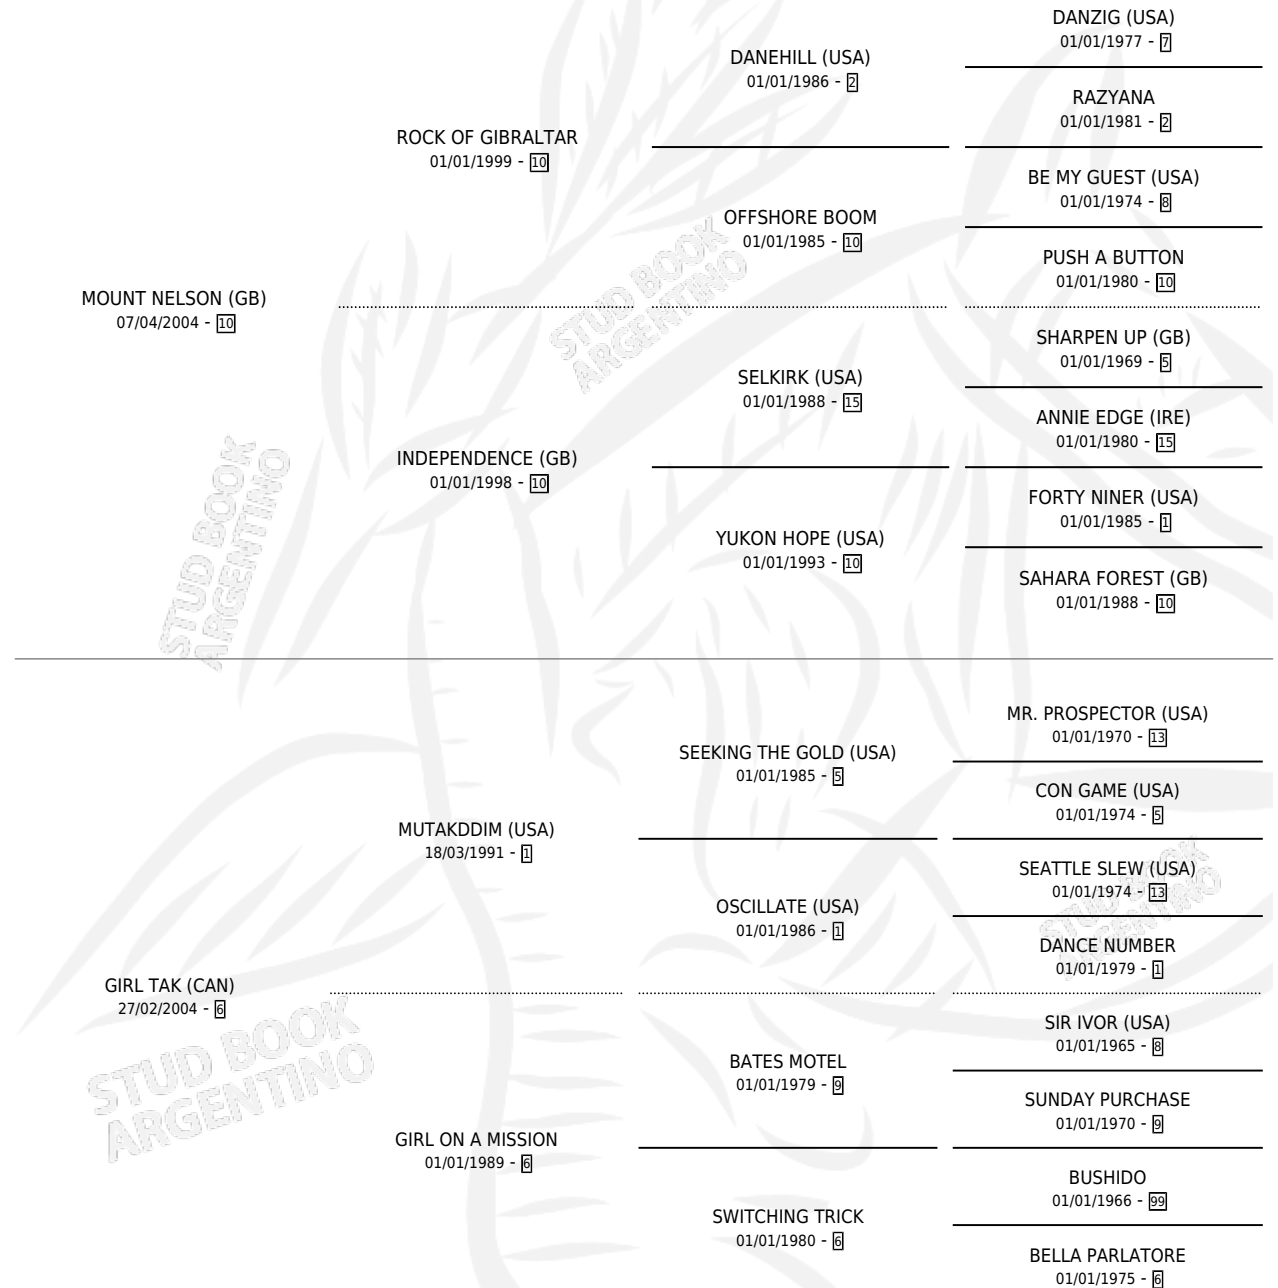 DANZIG (USA)
01/01/1977 - 7
DANEHILL (USA)
01/01/1986 - 2
RAZYANA
01/01/1981 - 2
ROCK OF GIBRALTAR
01/01/1999 - 10
BE MY GUEST (USA)
01/01/1974 - 8
OFFSHORE BOOM
01/01/1985 - 10
PUSH A BUTTON
01/01/1980 - 10
MOUNT NELSON (GB)
07/04/2004 - 10
SHARPEN UP (GB)
01/01/1969 - 5
SELKIRK (USA)
01/01/1988 - 15
ANNIE EDGE (IRE)
01/01/1980 - 15
INDEPENDENCE (GB)
01/01/1998 - 10
FORTY NINER (USA)
01/01/1985 - 1
YUKON HOPE (USA)
01/01/1993 - 10
SAHARA FOREST (GB)
01/01/1988 - 10
STUD BOOK
ARGENTINO
STUD BOOK
ARGENTINO
MR. PROSPECTOR (USA)
01/01/1970 - 13
SEEKING THE GOLD (USA)
01/01/1985 - 5
CON GAME (USA)
01/01/1974 - 5
MUTAKDDIM (USA)
18/03/1991 - 1
SEATTLE SLEW (USA)
01/01/1974 - 13
OSCILLATE (USA)
01/01/1986 - 1
DANCE NUMBER
01/01/1979 - 1
STUD BOOK
ARGENTINO
GIRL TAK (CAN)
27/02/2004 - 6
SIR IVOR (USA)
01/01/1965 - 8
BATES MOTEL
01/01/1979 - 9
SUNDAY PURCHASE
01/01/1970 - 9
GIRL ON A MISSION
01/01/1989 - 6
BUSHIDO
01/01/1966 - 99
SWITCHING TRICK
01/01/1980 - 6
BELLA PARLATORE
01/01/1975 - 6
STUD BOOK
ARGENTINO